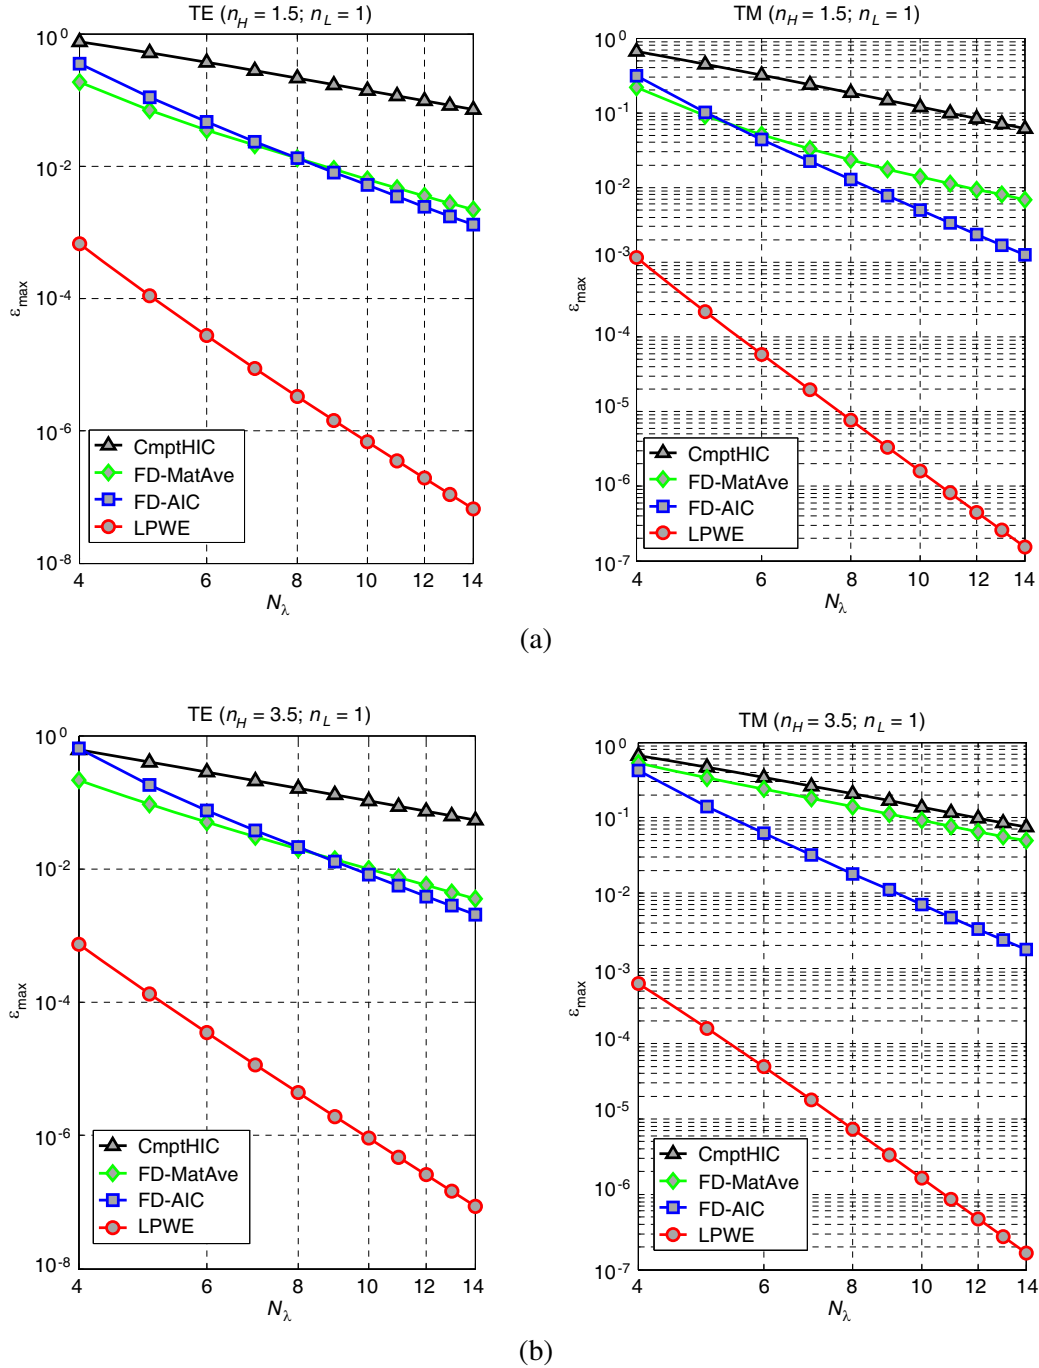 TE (n_H = 1.5; n_L = 1)
10^0
10^-2
10^-4
10^-6
10^-8
ε_max
CmptHIC
FD-MatAve
FD-AIC
LPWE
4 6 8 10 12 14
N_λ
TM (n_H = 1.5; n_L = 1)
10^0
10^-1
10^-2
10^-3
10^-4
10^-5
10^-6
10^-7
ε_max
CmptHIC
FD-MatAve
FD-AIC
LPWE
4 6 8 10 12 14
N_λ
(a)
TE (n_H = 3.5; n_L = 1)
10^0
10^-2
10^-4
10^-6
10^-8
ε_max
CmptHIC
FD-MatAve
FD-AIC
LPWE
4 6 8 10 12 14
N_λ
TM (n_H = 3.5; n_L = 1)
10^0
10^-1
10^-2
10^-3
10^-4
10^-5
10^-6
10^-7
ε_max
CmptHIC
FD-MatAve
FD-AIC
LPWE
4 6 8 10 12 14
N_λ
(b)